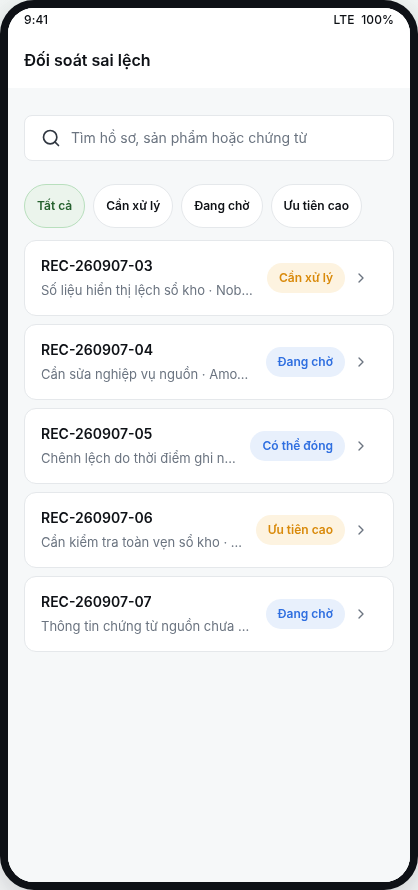 9:41 LTE 100%
Đối soát sai lệch
Tìm hồ sơ, sản phẩm hoặc chứng từ
Tất cả Cần xử lý Đang chờ Ưu tiên cao
REC-260907-03
Cần xử lý
Số liệu hiển thị lệch sổ kho · Nob...
REC-260907-04
Đang chờ
Cần sửa nghiệp vụ nguồn · Amo...
REC-260907-05
Có thể đóng
Chênh lệch do thời điểm ghi n...
REC-260907-06
Ưu tiên cao
Cần kiểm tra toàn vẹn sổ kho · ...
REC-260907-07
Đang chờ
Thông tin chứng từ nguồn chưa ...